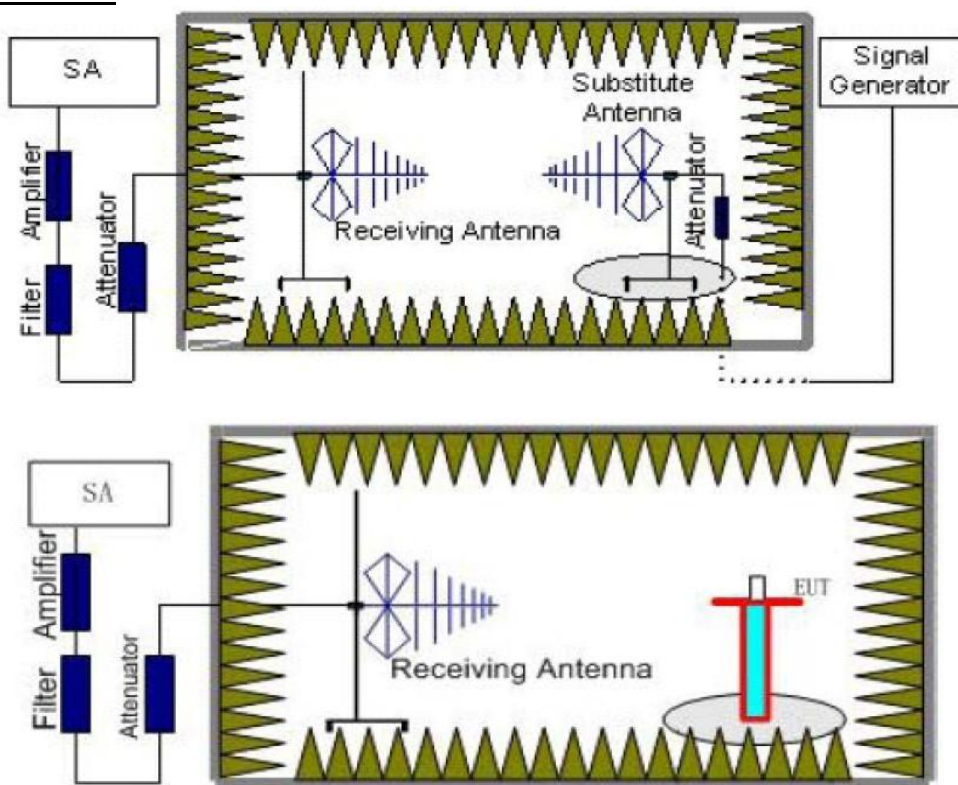 SA
Signal
Generator
Substitute
Antenna
Amplifier
Attenuator
Attenuator
Receiving Antenna
Filter
SA
Amplifier
EUT
Receiving Antenna
Filter
Attenuator